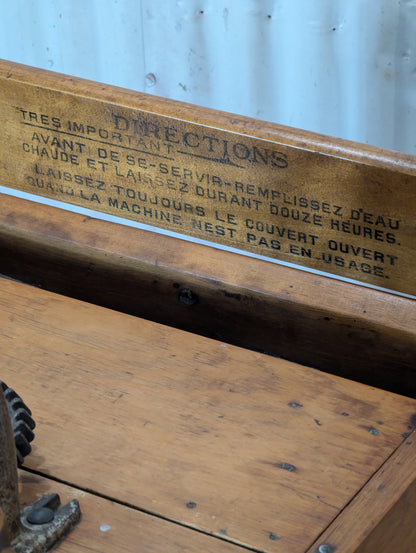 DIRECTIONS
TRES IMPORTANT
AVANT DE SE-SERVIR-REMPLISSEZ D'EAU
CHAUDE ET LAISSEZ DURANT DOUZE HEURES.
LAISSEZ TOUJOURS LE COUVERT OUVERT
QUAND LA MACHINE N'EST PAS EN USAGE.